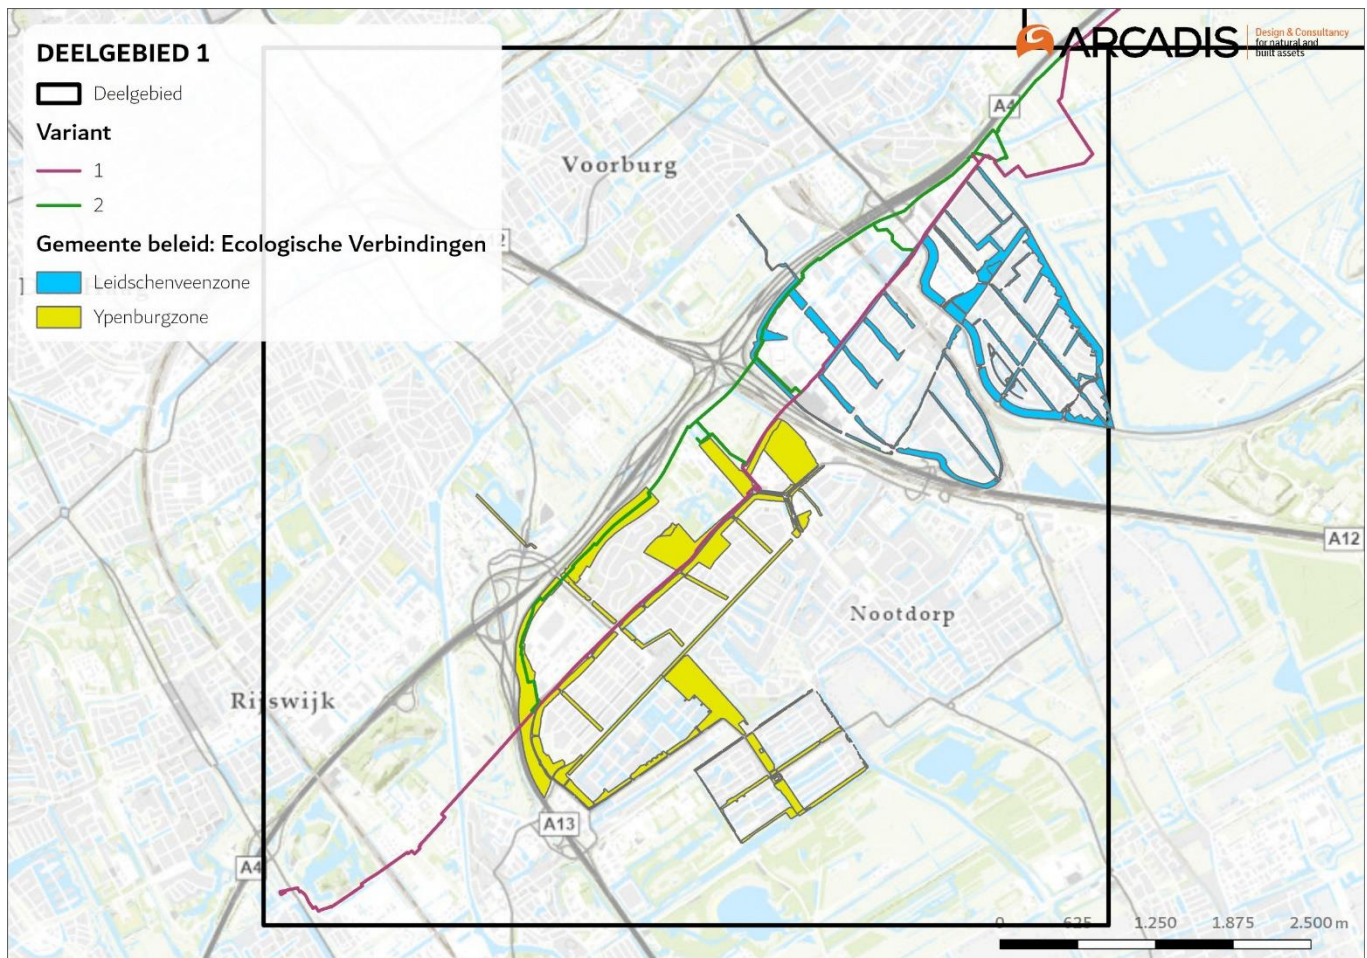 DEELGEBIED 1
Deelgebied
Variant
1
2
Gemeente beleid: Ecologische Verbindingen
Leidschenveenzone
Ypenburgzone
ARCADIS
Design & Consultancy
for natural and
built assets
A4
Voorburg
A12
Nootdorp
Rijswijk
A13
A4
0 625 1.250 1.875 2.500 m